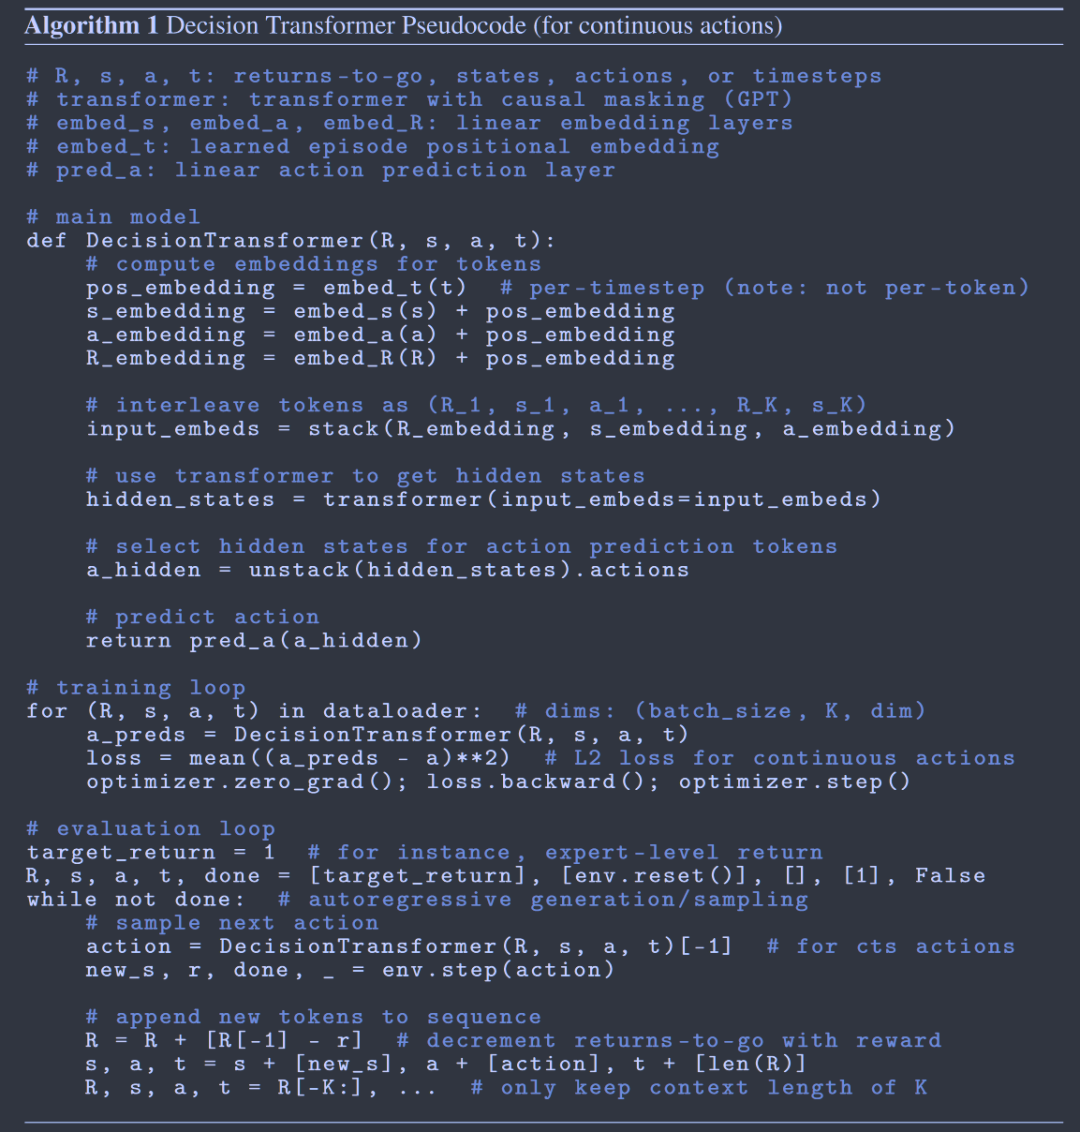 Algorithm 1 Decision Transformer Pseudocode (for continuous actions)
# R, s, a, t: returns-to-go, states, actions, or timesteps
# transformer: transformer with causal masking (GPT)
# embed_s, embed_a, embed_R: linear embedding layers
# embed_t: learned episode positional embedding
# pred_a: linear action prediction layer
# main model
def DecisionTransformer(R, s, a, t):
    # compute embeddings for tokens
    pos_embedding = embed_t(t)  # per-timestep (note: not per-token)
    s_embedding = embed_s(s) + pos_embedding
    a_embedding = embed_a(a) + pos_embedding
    R_embedding = embed_R(R) + pos_embedding
    # interleave tokens as (R_1, s_1, a_1, ..., R_K, s_K)
    input_embeds = stack(R_embedding, s_embedding, a_embedding)
    # use transformer to get hidden states
    hidden_states = transformer(input_embeds=input_embeds)
    # select hidden states for action prediction tokens
    a_hidden = unstack(hidden_states).actions
    # predict action
    return pred_a(a_hidden)
# training loop
for (R, s, a, t) in dataloader:  # dims: (batch_size, K, dim)
    a_preds = DecisionTransformer(R, s, a, t)
    loss = mean((a_preds - a)**2)  # L2 loss for continuous actions
    optimizer.zero_grad(); loss.backward(); optimizer.step()
# evaluation loop
target_return = 1  # for instance, expert-level return
R, s, a, t, done = [target_return], [env.reset()], [], [1], False
while not done:  # autoregressive generation/sampling
    # sample next action
    action = DecisionTransformer(R, s, a, t)[-1]  # for cts actions
    new_s, r, done, _ = env.step(action)
    # append new tokens to sequence
    R = R + [R[-1] - r]  # decrement returns-to-go with reward
    s, a, t = s + [new_s], a + [action], t + [len(R)]
    R, s, a, t = R[-K:], ...  # only keep context length of K